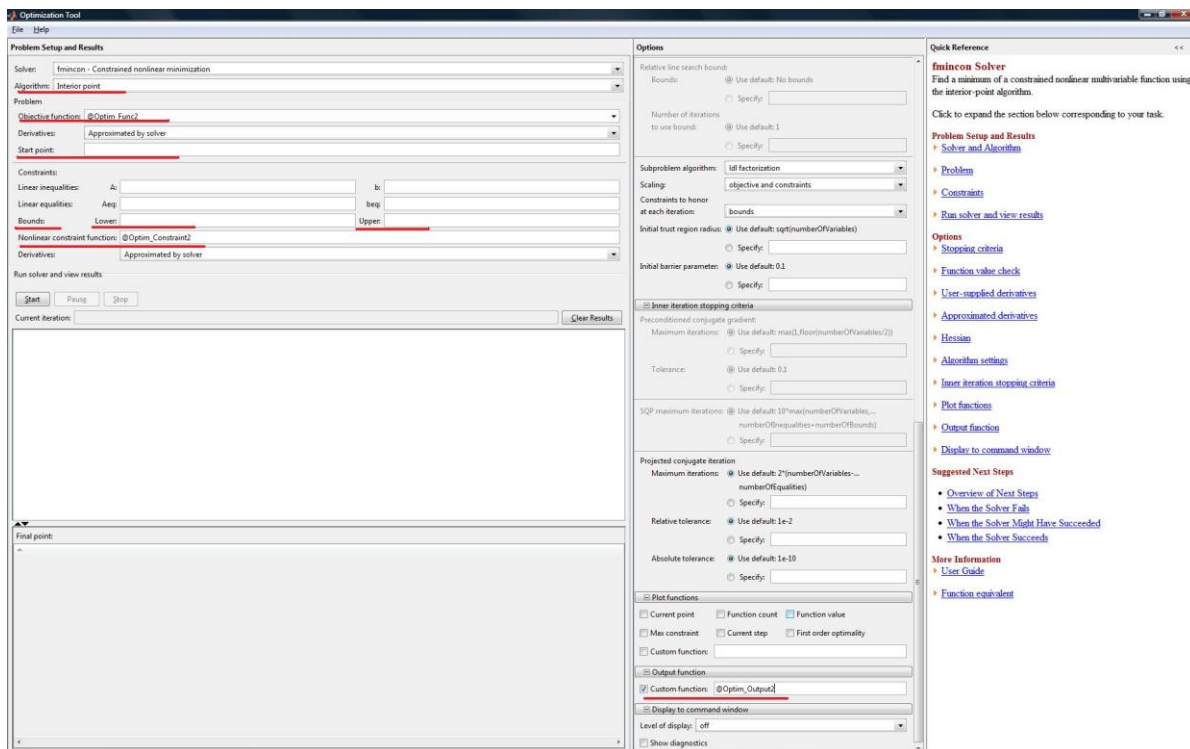 Optimization Tool
File Help
Problem Setup and Results
Solver: fmincon - Constrained nonlinear minimization
Algorithm: Interior point
Problem
Objective function: @Optim_Func2
Derivatives: Approximated by solver
Start point:
Constraints:
Linear inequalities: A: b:
Linear equalities: Aeq: beq:
Bounds: Lower: Upper:
Nonlinear constraint function: @Optim_Constraint2
Derivatives: Approximated by solver
Run solver and view results
Start Pause Stop
Current iteration: Clear Results
Final point:
Options
Relative line search bound:
Bounds: Use default: No bounds
Specify:
Number of iterations
to use bound: Use default: 1
Specify:
Subproblem algorithm: ldl factorization
Scaling: objective and constraints
Constraints to honor
at each iteration: bounds
Initial trust region radius: Use default: sqrt(numberOfVariables)
Specify:
Initial barrier parameter: Use default: 0.1
Specify:
Inner iteration stopping criteria
Preconditioned conjugate gradient:
Maximum iterations: Use default: max(1,floor(numberOfVariables/2))
Specify:
Tolerance: Use default: 0.1
Specify:
SQP maximum iterations: Use default: 10*max(numberOfVariables,...
numberOfInequalities+numberOfBounds)
Specify:
Projected conjugate iteration
Maximum iterations: Use default: 2*(numberOfVariables-...
numberOfEqualities)
Specify:
Relative tolerance: Use default: 1e-2
Specify:
Absolute tolerance: Use default: 1e-10
Specify:
Plot functions
Current point Function count Function value
Max constraint Current step First order optimality
Custom function:
Output function
Custom function: @Optim_Output2
Display to command window
Level of display: off
Show diagnostics
Quick Reference <<
fmincon Solver
Find a minimum of a constrained nonlinear multivariable function using
the interior-point algorithm.
Click to expand the section below corresponding to your task.
Problem Setup and Results
Solver and Algorithm
Problem
Constraints
Run solver and view results
Options
Stopping criteria
Function value check
User-supplied derivatives
Approximated derivatives
Hessian
Algorithm settings
Inner iteration stopping criteria
Plot functions
Output function
Display to command window
Suggested Next Steps
Overview of Next Steps
When the Solver Fails
When the Solver Might Have Succeeded
When the Solver Succeeds
More Information
User Guide
Function equivalent